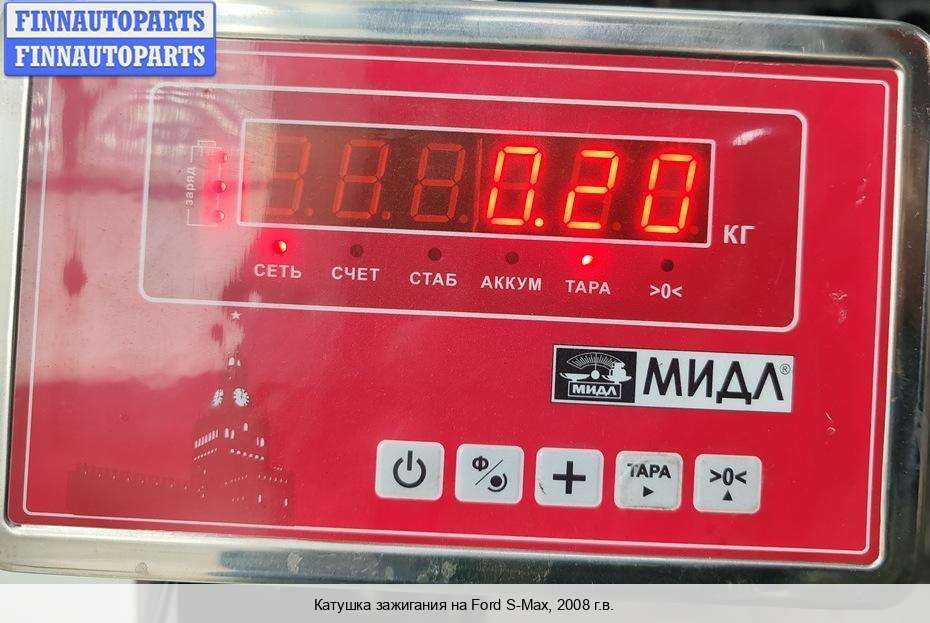 FINNAUTOPARTS
FINNAUTOPARTS
заряд
0.20
КГ
СЕТЬ СЧЕТ СТАБ АККУМ ТАРА >0<
МИДЛ МИДЛ®
Ф ТАРА >0<
Катушка зажигания на Ford S-Max, 2008 г.в.